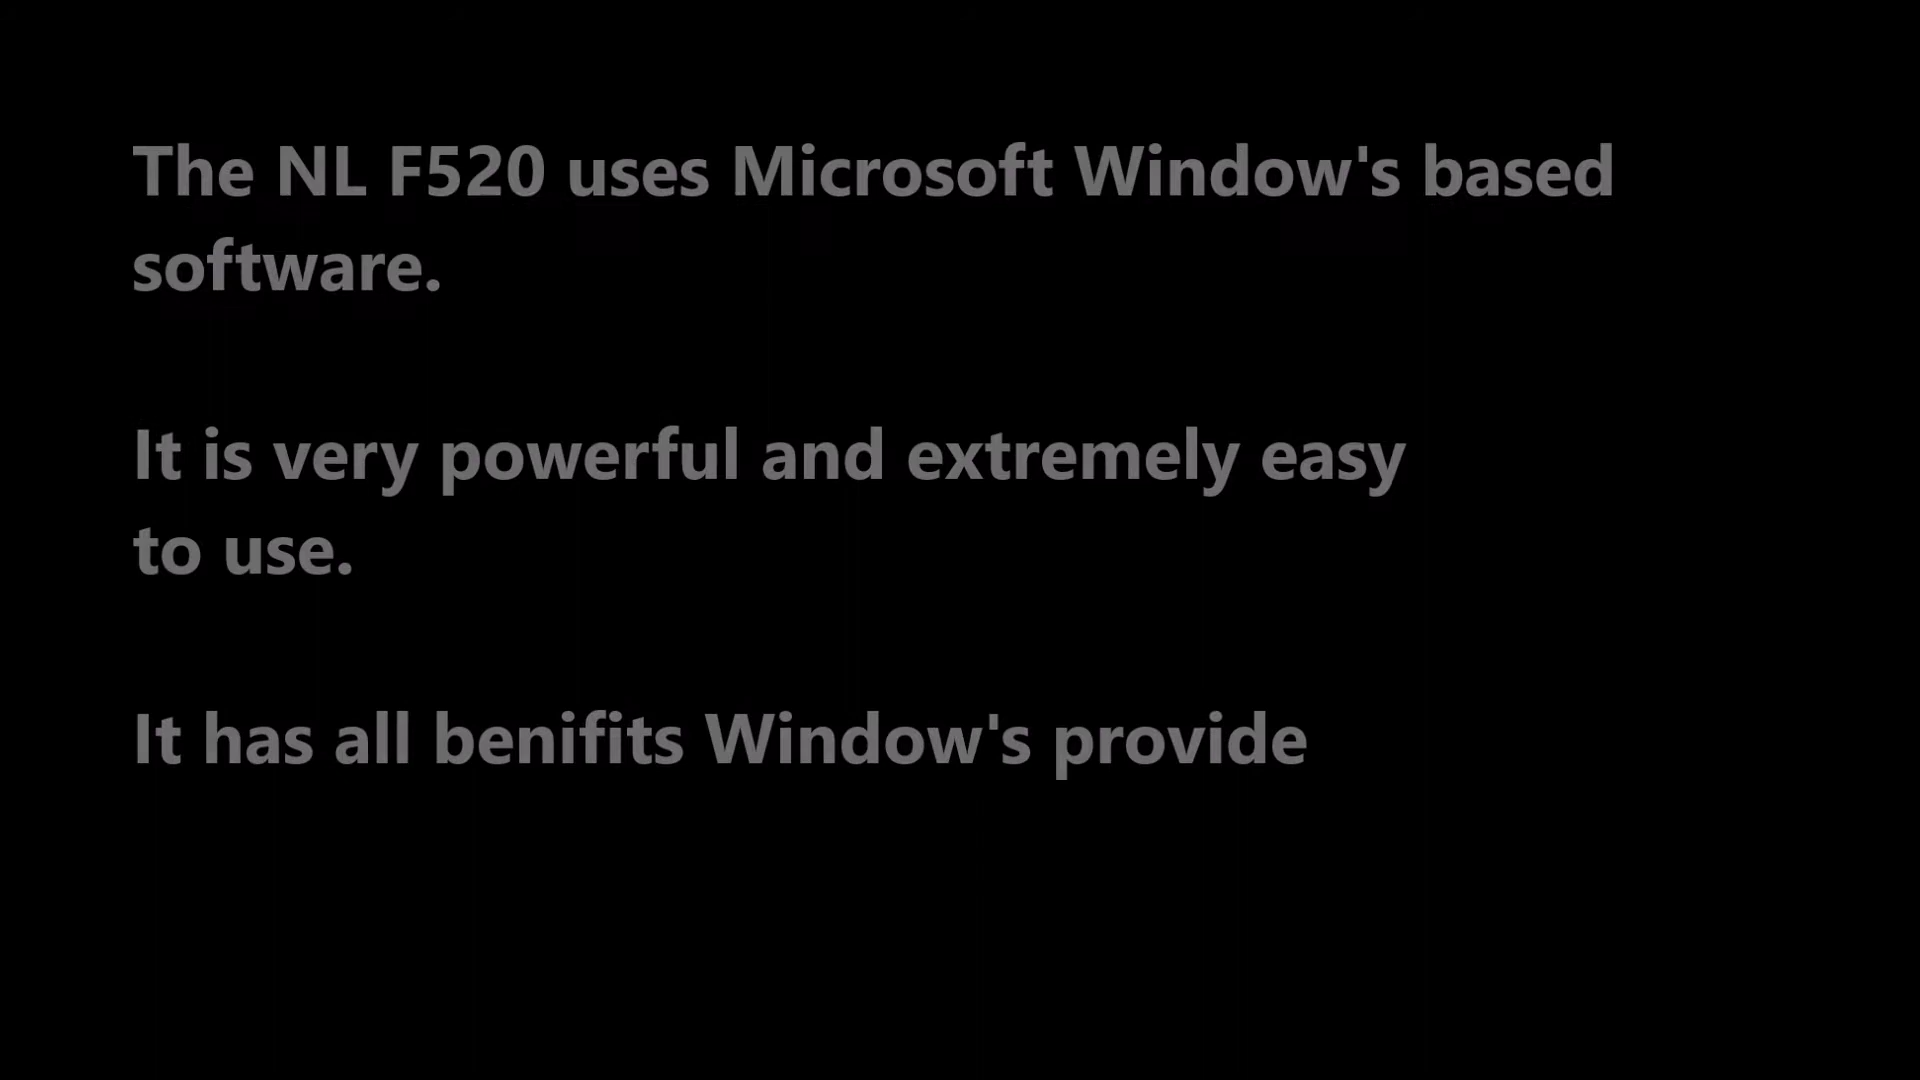 The NL F520 uses Microsoft Window's based
software.
It is very powerful and extremely easy
to use.
It has all benifits Window's provide